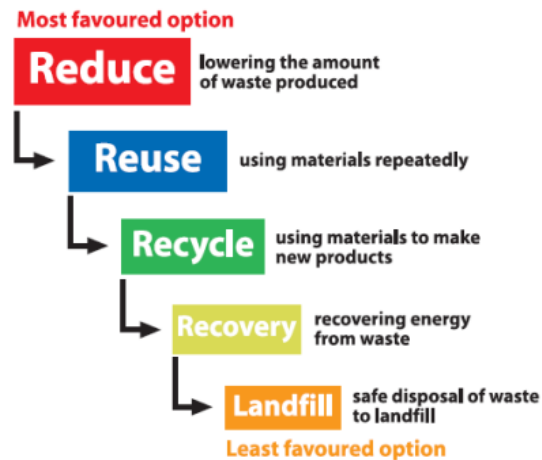 Most favoured option
Reduce
lowering the amount
of waste produced
Reuse
using materials repeatedly
Recycle
using materials to make
new products
Recovery
recovering energy
from waste
Landfill
safe disposal of waste
to landfill
Least favoured option